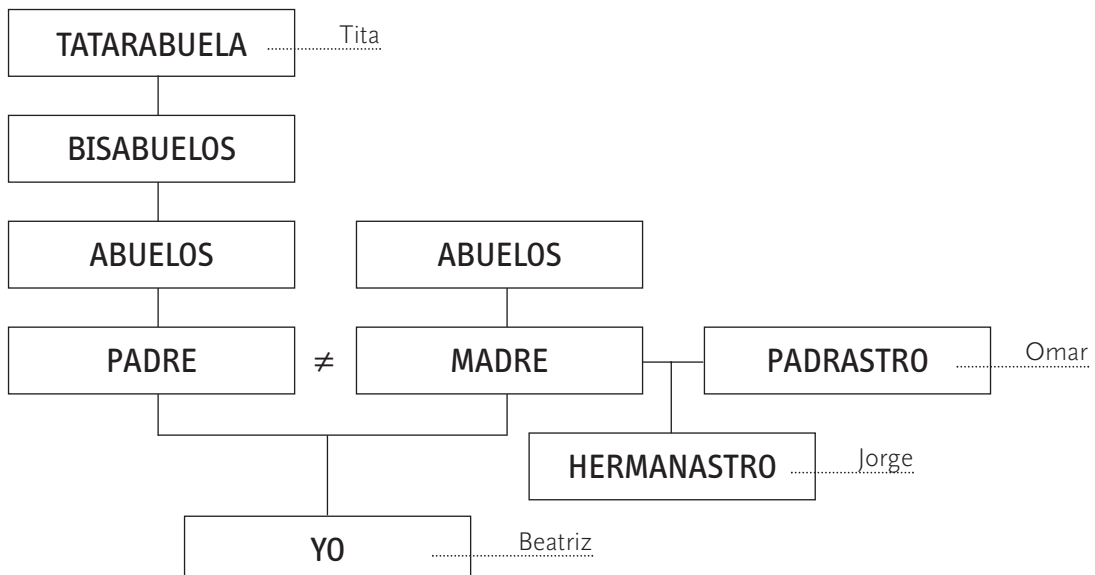 TATARABUELA Tita
BISABUELOS
ABUELOS ABUELOS
PADRE ≠ MADRE PADRASTRO Omar
HERMANASTRO Jorge
YO Beatriz